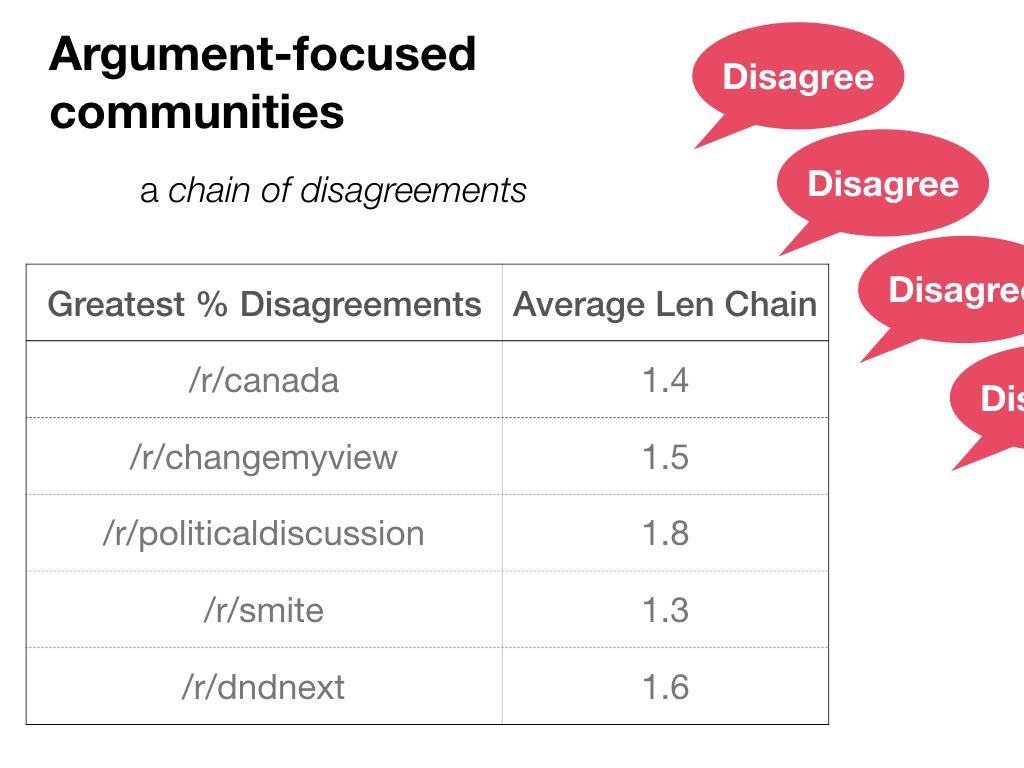 Argument-focused
communities
a chain of disagreements
Disagree
Disagree
Disagree
Dis
Greatest % Disagreements Average Len Chain
/r/canada 1.4
/r/changemyview 1.5
/r/politicaldiscussion 1.8
/r/smite 1.3
/r/dndnext 1.6